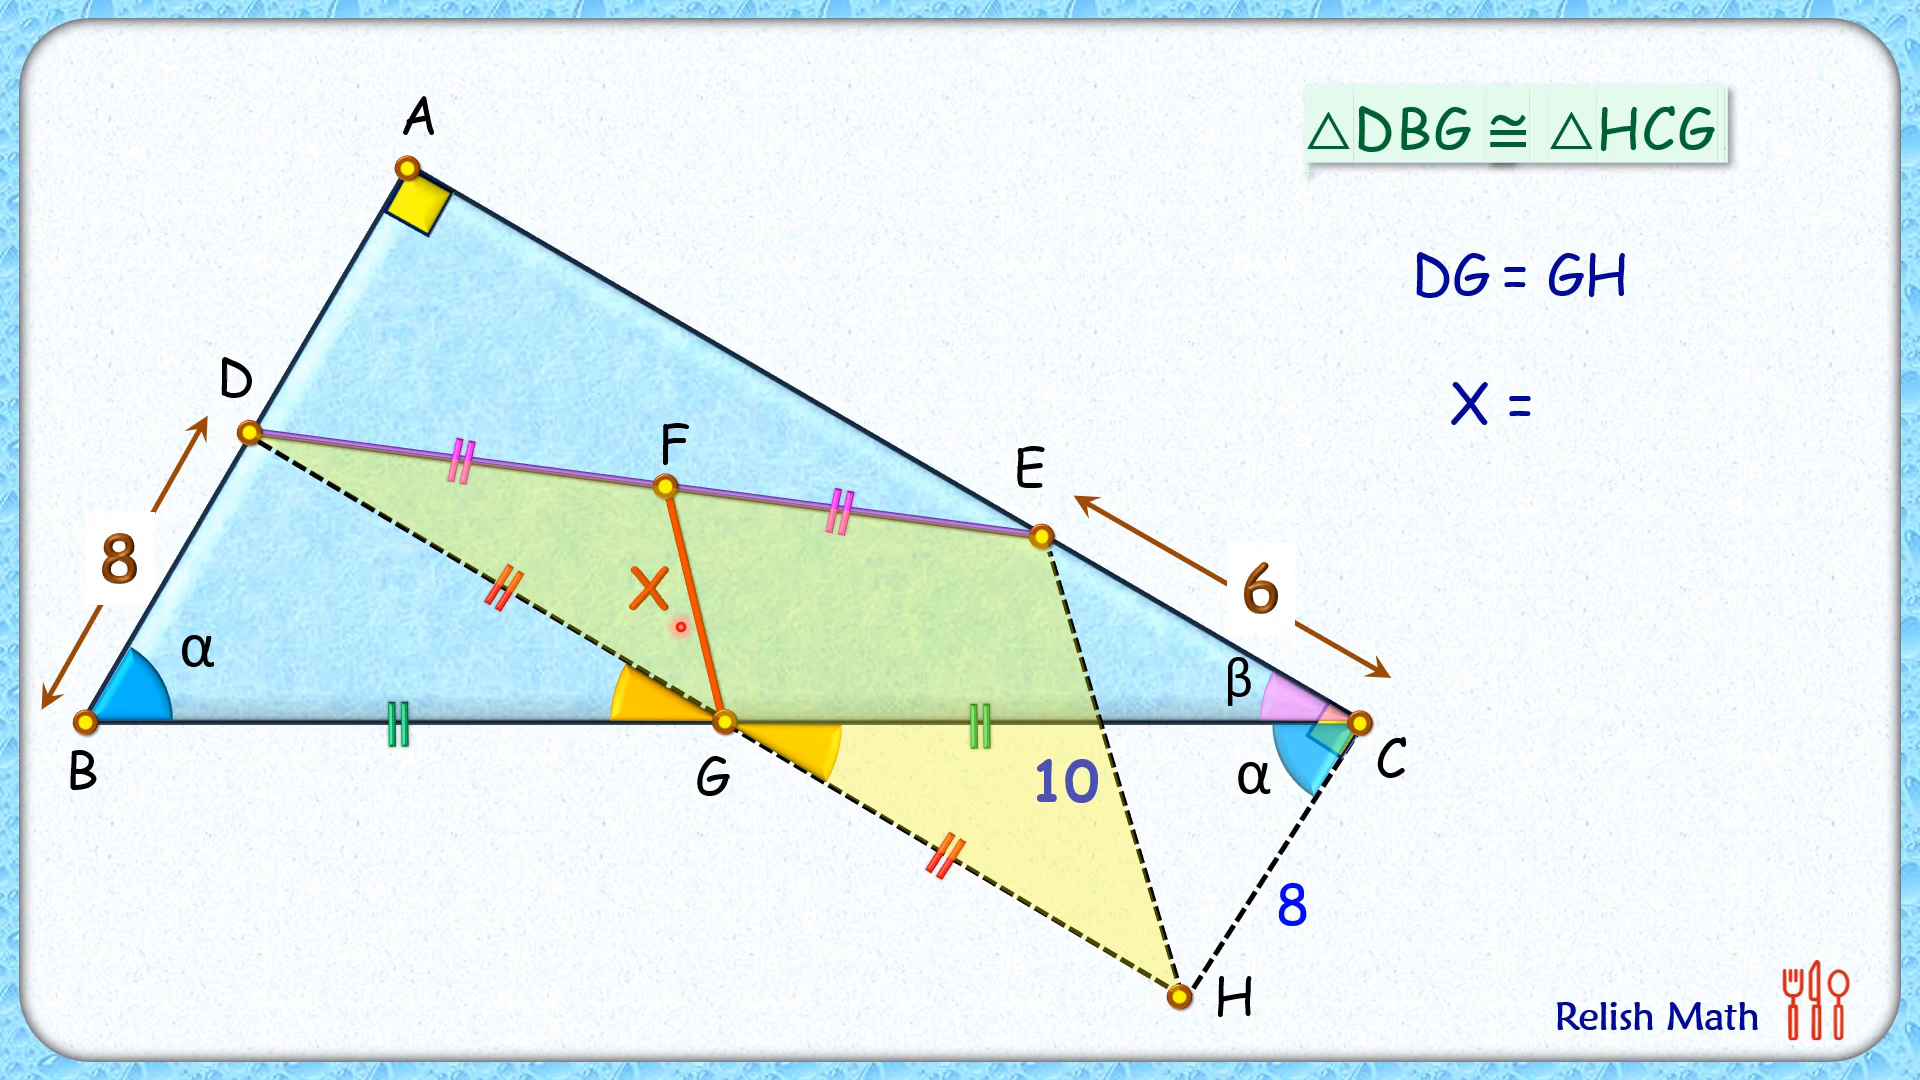 A
△DBG ≅ △HCG
DG = GH
D
X =
F
E
8
X
6
α
β
B
G
10
α
C
8
H
Relish Math